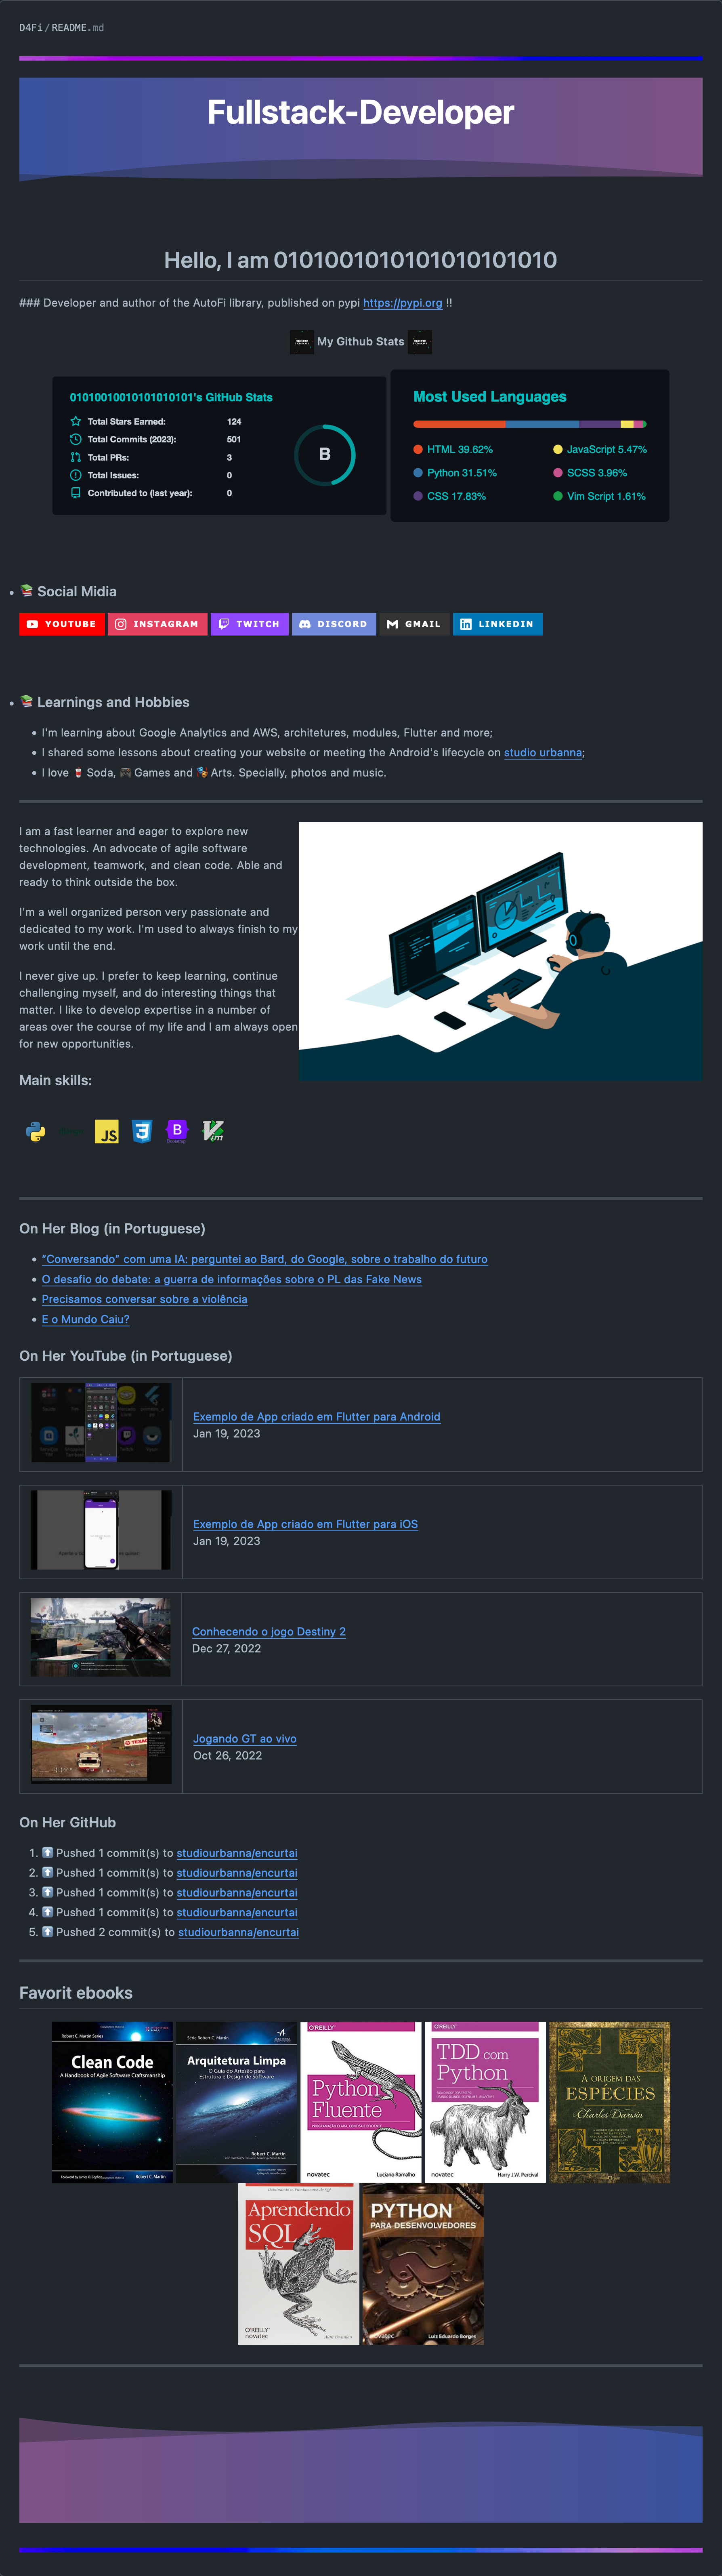 D4Fi/README.md
Fullstack-Developer
Hello, I am 0101001010101010101010
### Developer and author of the AutoFi library, published on pypi https://pypi.org !!
My Github Stats
01010010010101010101's GitHub Stats
Total Stars Earned: 124
Total Commits (2023): 501
Total PRs: 3
Total Issues: 0
Contributed to (last year): 0
B
Most Used Languages
HTML 39.62%
JavaScript 5.47%
Python 31.51%
SCSS 3.96%
CSS 17.83%
Vim Script 1.61%
Social Midia
YOUTUBE INSTAGRAM TWITCH DISCORD GMAIL LINKEDIN
Learnings and Hobbies
I'm learning about Google Analytics and AWS, architetures, modules, Flutter and more;
I shared some lessons about creating your website or meeting the Android's lifecycle on studio urbanna;
I love Soda, Games and Arts. Specially, photos and music.
I am a fast learner and eager to explore new
technologies. An advocate of agile software
development, teamwork, and clean code. Able and
ready to think outside the box.
I'm a well organized person very passionate and
dedicated to my work. I'm used to always finish to my
work until the end.
I never give up. I prefer to keep learning, continue
challenging myself, and do interesting things that
matter. I like to develop expertise in a number of
areas over the course of my life and I am always open
for new opportunities.
Main skills:
JS 3 B Vim
On Her Blog (in Portuguese)
“Conversando” com uma IA: perguntei ao Bard, do Google, sobre o trabalho do futuro
O desafio do debate: a guerra de informações sobre o PL das Fake News
Precisamos conversar sobre a violência
E o Mundo Caiu?
On Her YouTube (in Portuguese)
Exemplo de App criado em Flutter para Android
Jan 19, 2023
Exemplo de App criado em Flutter para iOS
Jan 19, 2023
Conhecendo o jogo Destiny 2
Dec 27, 2022
Jogando GT ao vivo
Oct 26, 2022
On Her GitHub
1. Pushed 1 commit(s) to studiourbanna/encurtai
2. Pushed 1 commit(s) to studiourbanna/encurtai
3. Pushed 1 commit(s) to studiourbanna/encurtai
4. Pushed 1 commit(s) to studiourbanna/encurtai
5. Pushed 2 commit(s) to studiourbanna/encurtai
Favorit ebooks
Robert C. Martin Series
Clean Code
A Handbook of Agile Software Craftsmanship
Robert C. Martin
Série Robert C. Martin
Arquitetura Limpa
O Guia do Artesão para
Estrutura e Design de Software
Robert C. Martin
O'REILLY
Python
Fluente
PROGRAMAÇÃO CLARA, CONCISA E EFICIENTE
novatec
Luciano Ramalho
O'REILLY
TDD com
Python
novatec
Harry J.W. Percival
A ORIGEM DAS
ESPÉCIES
Charles Darwin
Aprendendo
SQL
O'REILLY
novatec
Alan Beaulieu
PYTHON
PARA DESENVOLVEDORES
novatec
Luiz Eduardo Borges